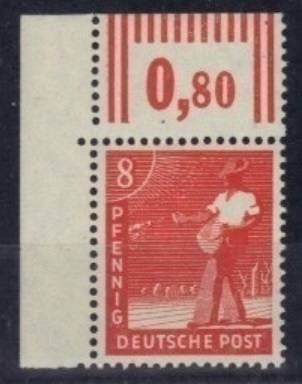 0,80
8
PFENNIG
DEUTSCHE POST